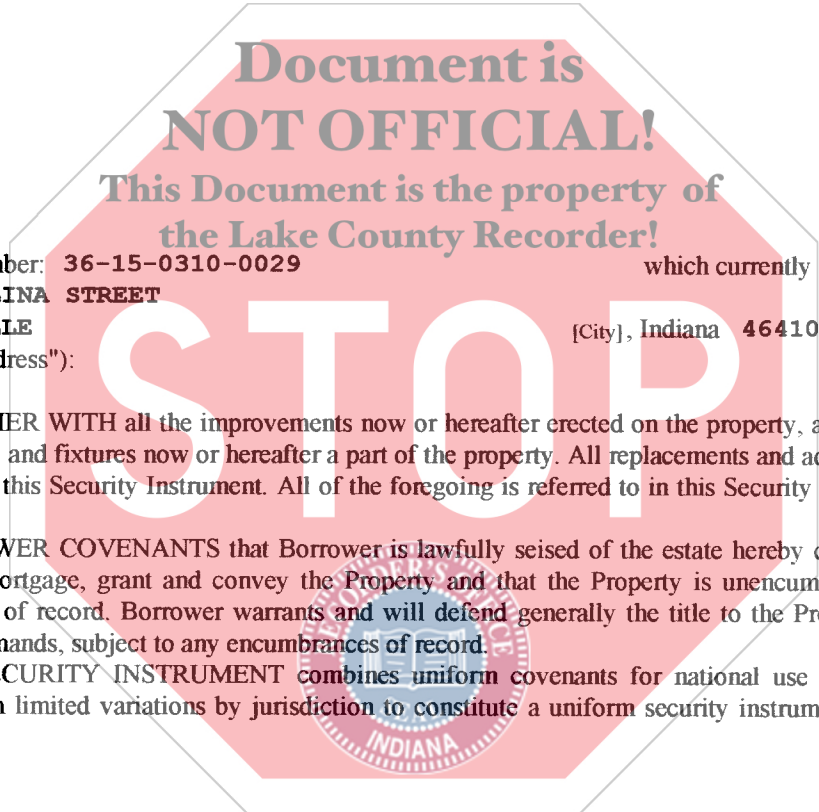 Document is
NOT OFFICIAL!
This Document is the property of
the Lake County Recorder!
ber: 36-15-0310-0029 which currently
INA STREET
LE [City], Indiana 46410
dress"):
ER WITH all the improvements now or hereafter erected on the property, a
and fixtures now or hereafter a part of the property. All replacements and ad
this Security Instrument. All of the foregoing is referred to in this Security
STOP
WER COVENANTS that Borrower is lawfully seised of the estate hereby c
ortgage, grant and convey the Property and that the Property is unencum
of record. Borrower warrants and will defend generally the title to the Pr
mands, subject to any encumbrances of record.
CURITY INSTRUMENT combines uniform covenants for national use
limited variations by jurisdiction to constitute a uniform security instrum
RECORDER'S OFFICE
SEAL
INDIANA